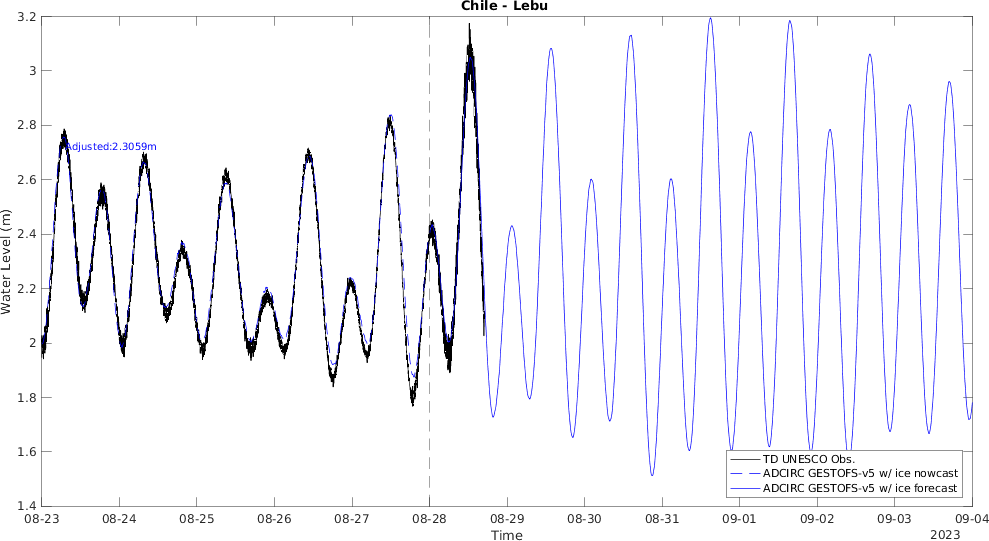 Chile - Lebu
3.2
3
2.8
2.6
2.4
2.2
2
1.8
1.6
1.4
Water Level (m)
Adjusted:2.3059m
TD UNESCO Obs.
ADCIRC GESTOFS-v5 w/ ice nowcast
ADCIRC GESTOFS-v5 w/ ice forecast
08-23 08-24 08-25 08-26 08-27 08-28 08-29 08-30 08-31 09-01 09-02 09-03 09-04
Time
2023